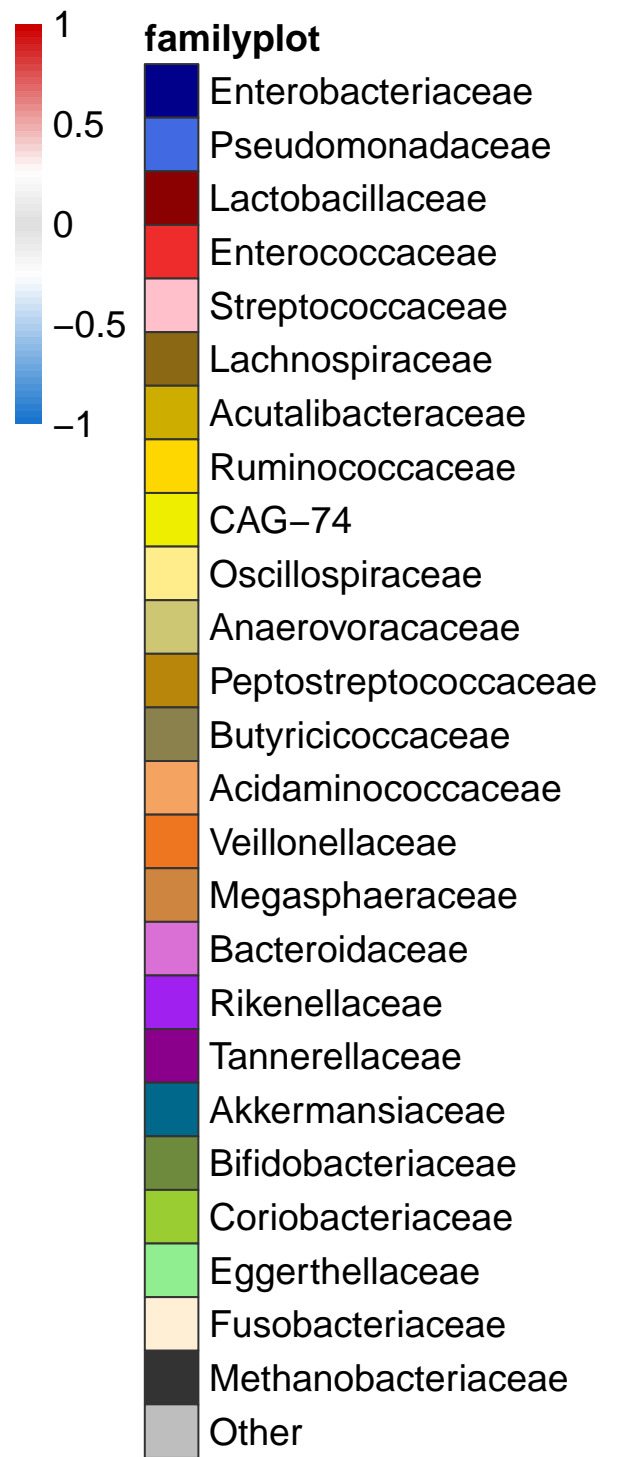 1
0.5
0
−0.5
−1
familyplot
Enterobacteriaceae
Pseudomonadaceae
Lactobacillaceae
Enterococcaceae
Streptococcaceae
Lachnospiraceae
Acutalibacteraceae
Ruminococcaceae
CAG−74
Oscillospiraceae
Anaerovoracaceae
Peptostreptococcaceae
Butyricicoccaceae
Acidaminococcaceae
Veillonellaceae
Megasphaeraceae
Bacteroidaceae
Rikenellaceae
Tannerellaceae
Akkermansiaceae
Bifidobacteriaceae
Coriobacteriaceae
Eggerthellaceae
Fusobacteriaceae
Methanobacteriaceae
Other